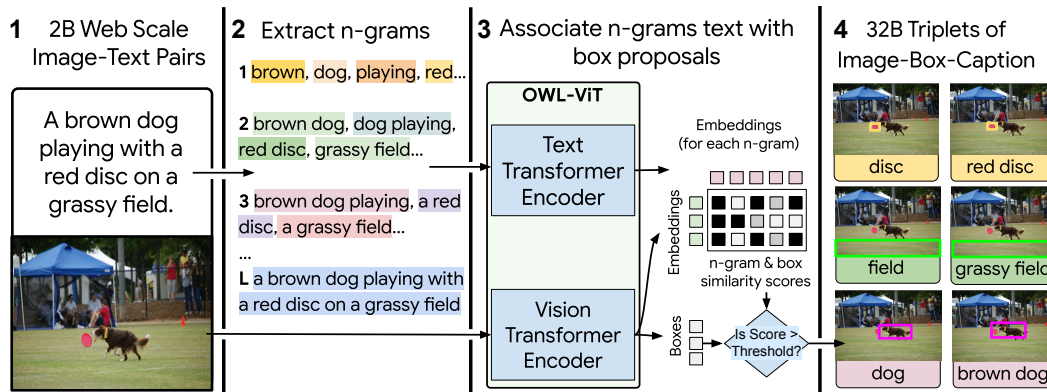 1 2B Web Scale
Image-Text Pairs
A brown dog
playing with a
red disc on a
grassy field.
2 Extract n-grams
1 brown, dog, playing, red...
2 brown dog, dog playing,
red disc, grassy field...
3 brown dog playing, a red
disc, a grassy field...
...
L a brown dog playing with
a red disc on a grassy field
3 Associate n-grams text with
box proposals
OWL-ViT
Text
Transformer
Encoder
Vision
Transformer
Encoder
Embeddings
(for each n-gram)
Embeddings
n-gram & box
similarity scores
Boxes
Is Score >
Threshold?
4 32B Triplets of
Image-Box-Caption
disc
red disc
field
grassy field
dog
brown dog